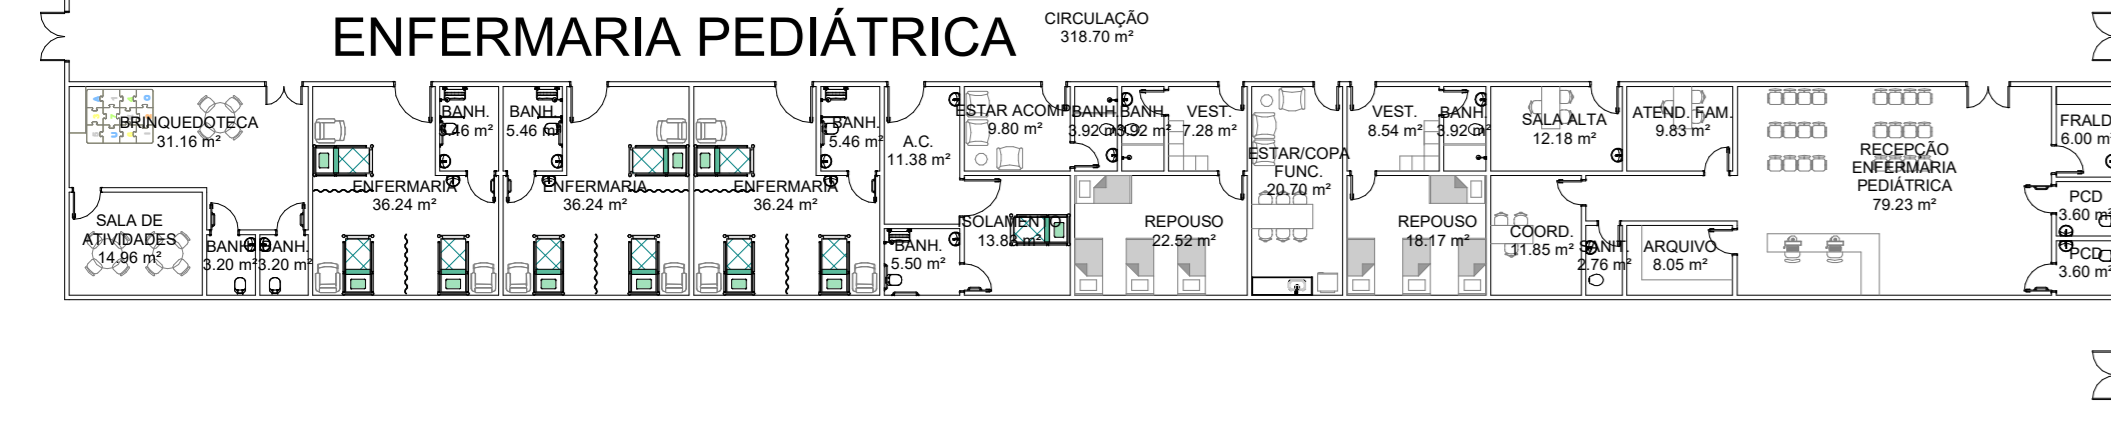 ENFERMARIA PEDIÁTRICA
CIRCULAÇÃO
318.70 m²
BRINQUEDOTECA
31.16 m²
SALA DE
ATIVIDADES
14.96 m²
BANH.
3.20 m²
BANH.
3.20 m²
ENFERMARIA
36.24 m²
BANH.
5.46 m²
BANH.
5.46 m²
ENFERMARIA
36.24 m²
ENFERMARIA
36.24 m²
BANH.
5.46 m²
A.C.
11.38 m²
BANH.
5.50 m²
ESTAR ACOMP
9.80 m²
BANH.
3.92 m²
ISOLAMENTO
BANH.
3.92 m²
VEST.
7.28 m²
REPOUSO
22.52 m²
ESTAR/COPA
FUNC.
20.70 m²
VEST.
8.54 m²
BANH.
3.92 m²
REPOUSO
18.17 m²
SALA ALTA
12.18 m²
COORD.
11.85 m²
SANIT.
2.76 m²
ATEND. FAM.
9.83 m²
ARQUIVO
8.05 m²
RECEPÇÃO
ENFERMARIA
PEDIÁTRICA
79.23 m²
FRALD
6.00 m²
PCD
3.60 m²
PCD
3.60 m²